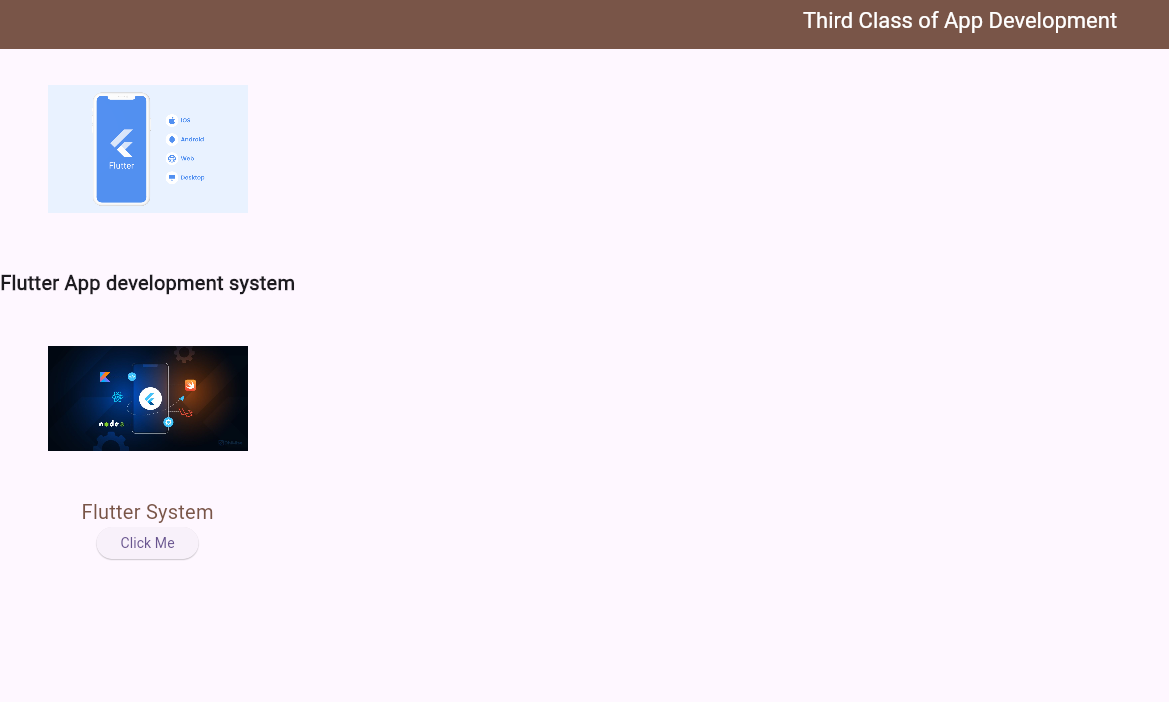 Third Class of App Development
Flutter
iOS
Android
Web
Desktop
Flutter App development system
node
Flutter System
Click Me